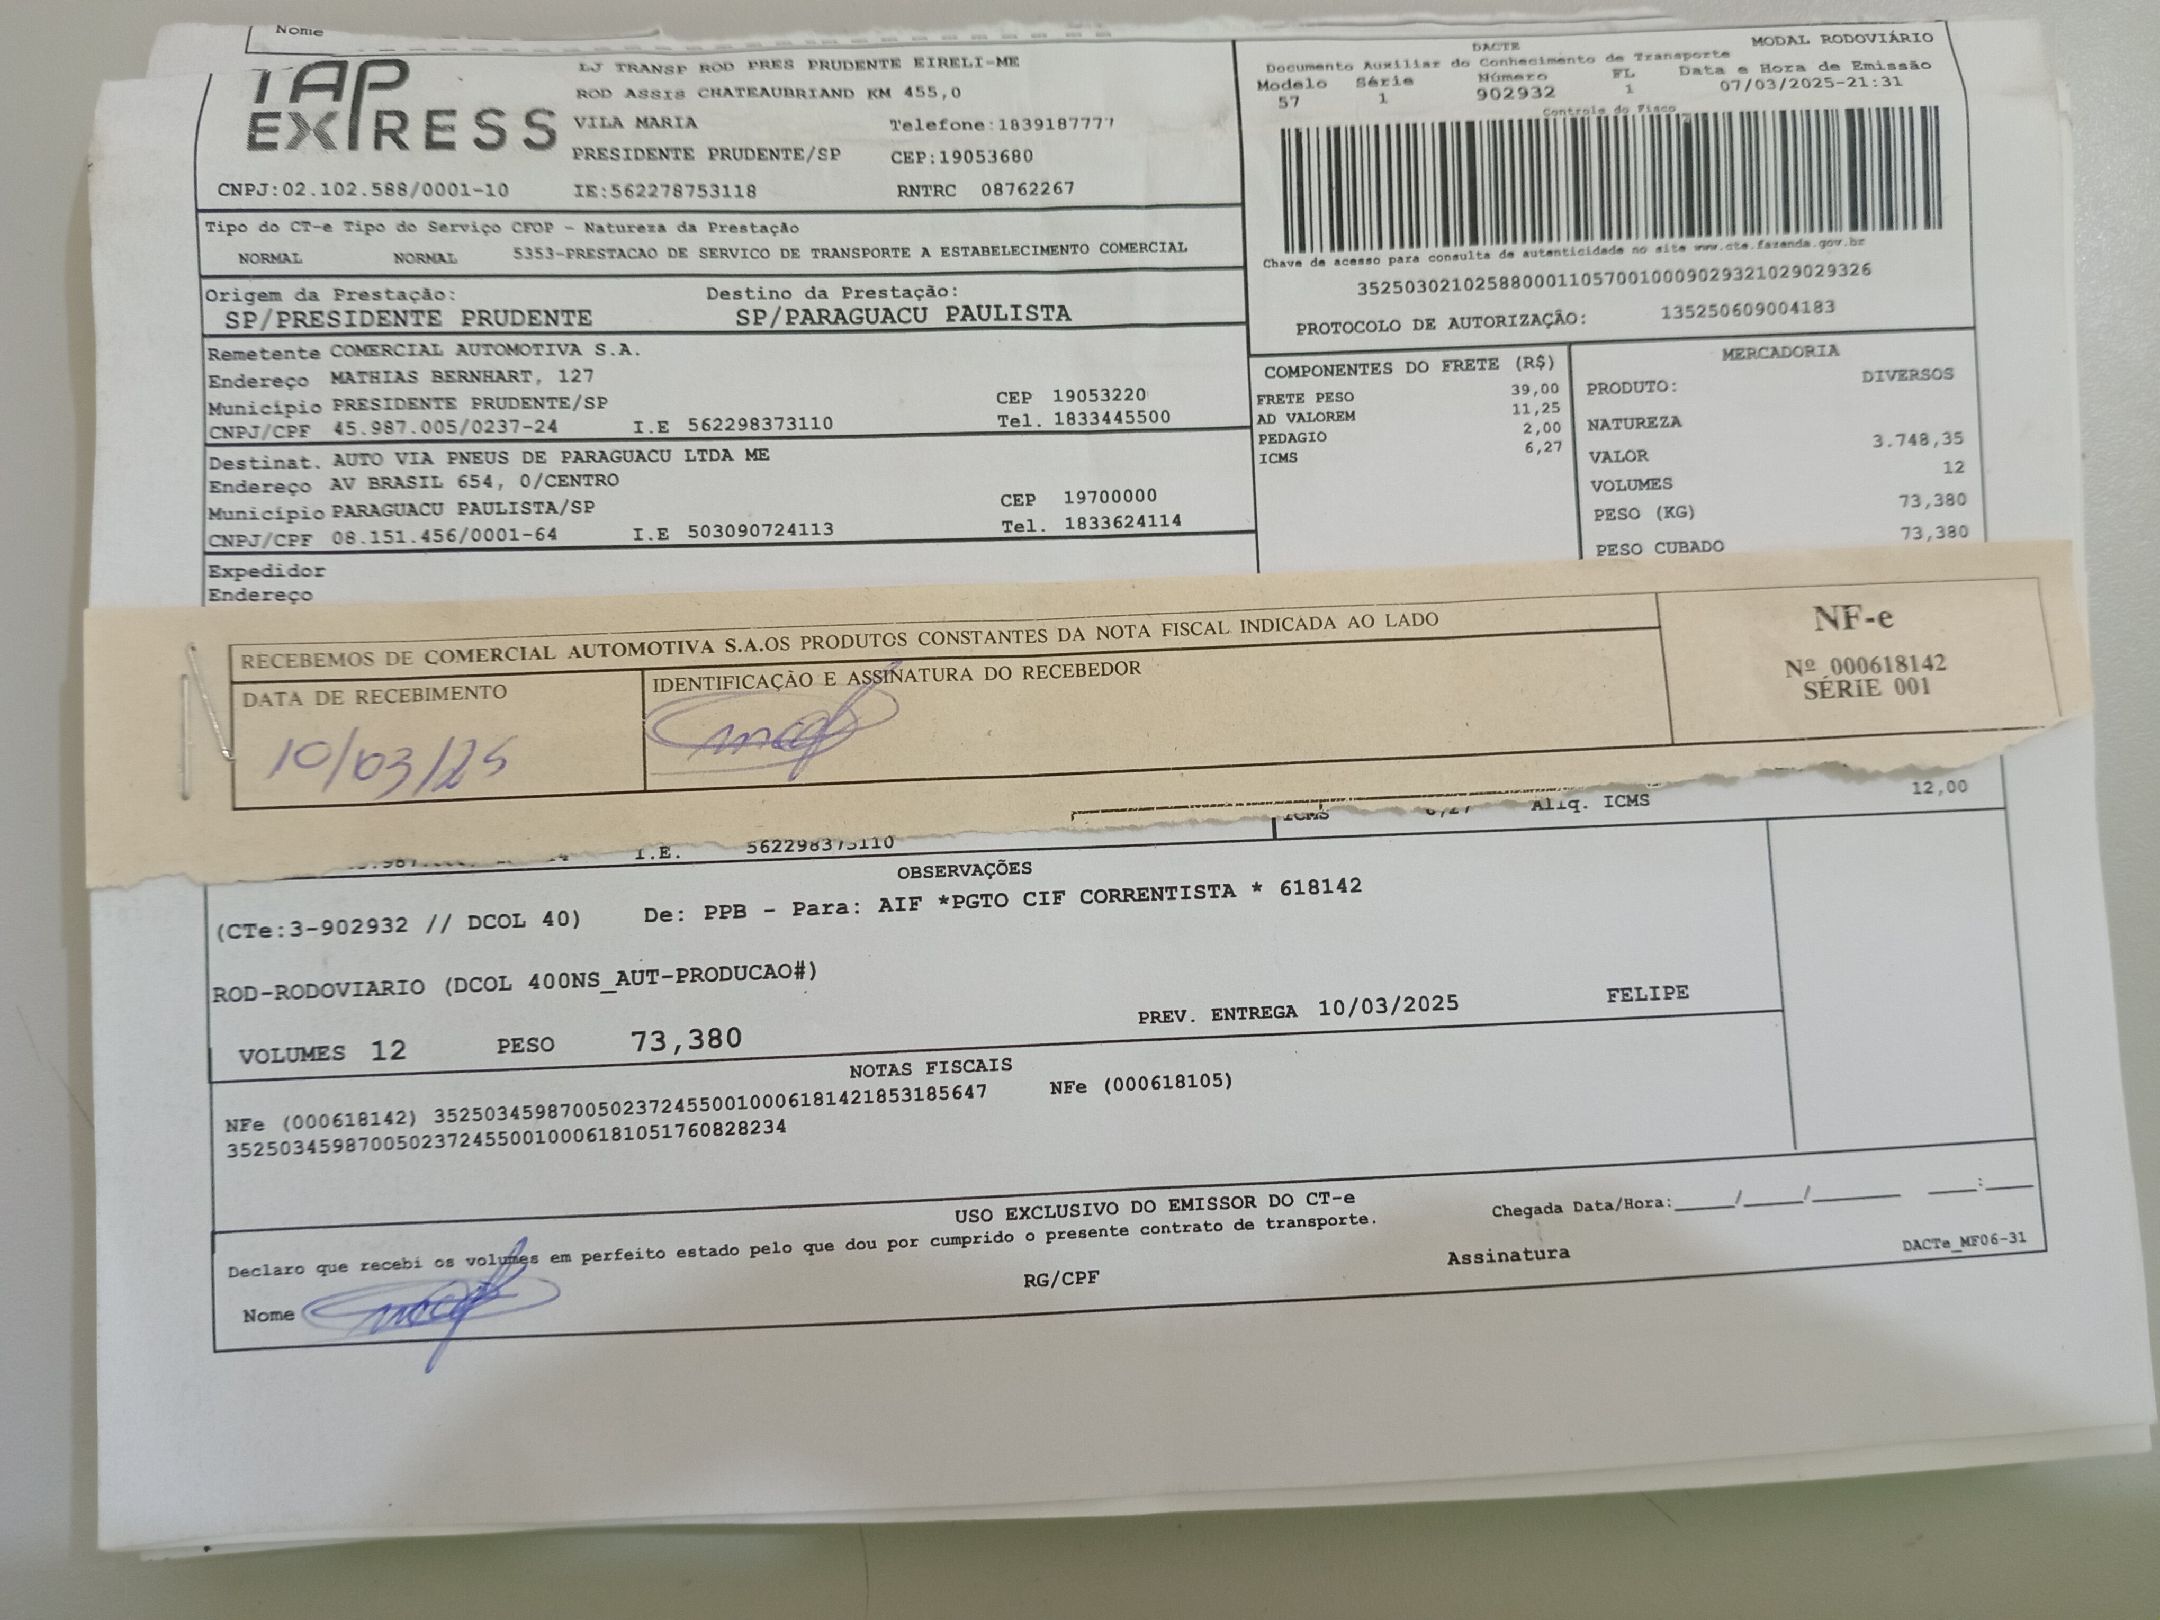 Nome
TAP EXPRESS
LJ TRANSP ROD PRES PRUDENTE EIRELI-ME
ROD ASSIS CHATEAUBRIAND KM 455,0
VILA MARIA Telefone:1839187777
PRESIDENTE PRUDENTE/SP CEP:19053680
CNPJ:02.102.588/0001-10 IE:562278753118 RNTRC 08762267
DACTE MODAL RODOVIÁRIO
Documento Auxiliar do Conhecimento de Transporte
Modelo Série Número FL Data e Hora de Emissão
57 1 902932 1 07/03/2025-21:31
Controle do Fisco
Chave de acesso para consulta de autenticidade no site www.cte.fazenda.gov.br
35250302102588000110570010009029321029029326
PROTOCOLO DE AUTORIZAÇÃO: 135250609004183
Tipo do CT-e Tipo do Serviço CFOP - Natureza da Prestação
NORMAL NORMAL 5353-PRESTACAO DE SERVICO DE TRANSPORTE A ESTABELECIMENTO COMERCIAL
Origem da Prestação: Destino da Prestação:
SP/PRESIDENTE PRUDENTE SP/PARAGUACU PAULISTA
Remetente COMERCIAL AUTOMOTIVA S.A.
Endereço MATHIAS BERNHART, 127
Município PRESIDENTE PRUDENTE/SP CEP 19053220
CNPJ/CPF 45.987.005/0237-24 I.E 562298373110 Tel. 1833445500
Destinat. AUTO VIA PNEUS DE PARAGUACU LTDA ME
Endereço AV BRASIL 654, 0/CENTRO
Município PARAGUACU PAULISTA/SP CEP 19700000
CNPJ/CPF 08.151.456/0001-64 I.E 503090724113 Tel. 1833624114
Expedidor
Endereço
COMPONENTES DO FRETE (R$)
FRETE PESO 39,00
AD VALOREM 11,25
PEDAGIO 2,00
ICMS 6,27
MERCADORIA
PRODUTO: DIVERSOS
NATUREZA
VALOR 3.748,35
VOLUMES 12
PESO (KG) 73,380
PESO CUBADO 73,380
RECEBEMOS DE COMERCIAL AUTOMOTIVA S.A.OS PRODUTOS CONSTANTES DA NOTA FISCAL INDICADA AO LADO
DATA DE RECEBIMENTO IDENTIFICAÇÃO E ASSINATURA DO RECEBEDOR
10/03/25
NF-e
Nº 000618142
SÉRIE 001
ICMS 6,27 Aliq. ICMS 12,00
I.E. 562298373110
OBSERVAÇÕES
(CTe:3-902932 // DCOL 40) De: PPB - Para: AIF *PGTO CIF CORRENTISTA * 618142
ROD-RODOVIARIO (DCOL 400NS_AUT-PRODUCAO#)
VOLUMES 12 PESO 73,380 PREV. ENTREGA 10/03/2025 FELIPE
NOTAS FISCAIS
NFe (000618142) 35250345987005023724550010006181421853185647 NFe (000618105)
35250345987005023724550010006181051760828234
USO EXCLUSIVO DO EMISSOR DO CT-e
Declaro que recebi os volumes em perfeito estado pelo que dou por cumprido o presente contrato de transporte.
Chegada Data/Hora:_____/_____/_______ ____:____
Nome RG/CPF Assinatura DACTe_MF06-31